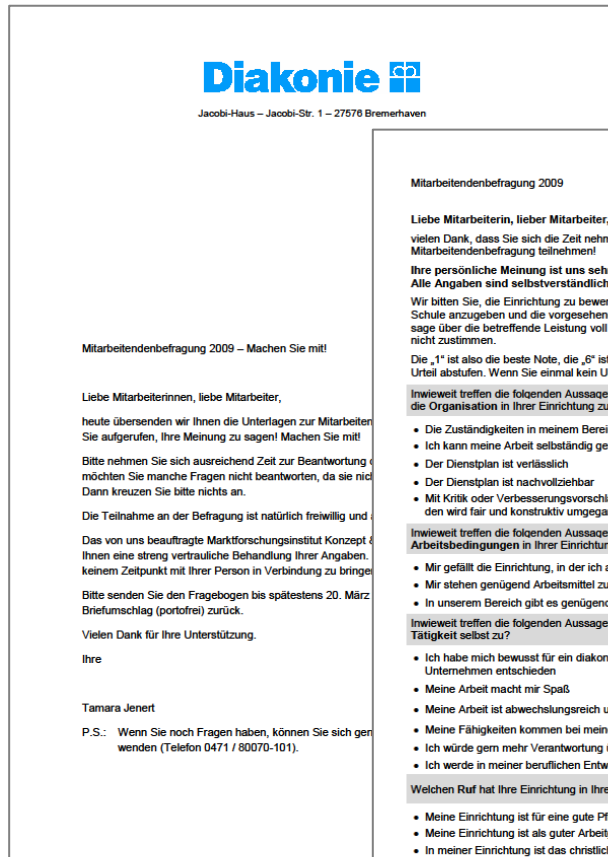 Diakonie
Jacobi-Haus – Jacobi-Str. 1 – 27576 Bremerhaven
Mitarbeitendenbefragung 2009 – Machen Sie mit!
Liebe Mitarbeiterinnen, liebe Mitarbeiter,
heute übersenden wir Ihnen die Unterlagen zur Mitarbeiten
Sie aufgerufen, Ihre Meinung zu sagen! Machen Sie mit!
Bitte nehmen Sie sich ausreichend Zeit zur Beantwortung
möchten Sie manche Fragen nicht beantworten, da sie nic
Dann kreuzen Sie bitte nichts an.
Die Teilnahme an der Befragung ist natürlich freiwillig und
Das von uns beauftragte Marktforschungsinstitut Konzept &
Ihnen eine streng vertrauliche Behandlung Ihrer Angaben.
keinem Zeitpunkt mit Ihrer Person in Verbindung zu bringe
Bitte senden Sie den Fragebogen bis spätestens 20. März
Briefumschlag (portofrei) zurück.
Vielen Dank für Ihre Unterstützung.
Ihre
Tamara Jenert
P.S.: Wenn Sie noch Fragen haben, können Sie sich ger
wenden (Telefon 0471 / 80070-101).
Mitarbeitendenbefragung 2009
Liebe Mitarbeiterin, lieber Mitarbeiter,
vielen Dank, dass Sie sich die Zeit nehm
Mitarbeitendenbefragung teilnehmen!
Ihre persönliche Meinung ist uns seh
Alle Angaben sind selbstverständlich
Wir bitten Sie, die Einrichtung zu bewer
Schule anzugeben und die vorgesehen
sage über die betreffende Leistung voll
nicht zustimmen.
Die „1“ ist also die beste Note, die „6“ ist
Urteil abstufen. Wenn Sie einmal kein U
Inwieweit treffen die folgenden Aussage
die Organisation in Ihrer Einrichtung zu
• Die Zuständigkeiten in meinem Berei
• Ich kann meine Arbeit selbständig ge
• Der Dienstplan ist verlässlich
• Der Dienstplan ist nachvollziehbar
• Mit Kritik oder Verbesserungsvorschl
den wird fair und konstruktiv umgega
Inwieweit treffen die folgenden Aussage
Arbeitsbedingungen in Ihrer Einrichtun
• Mir gefällt die Einrichtung, in der ich a
• Mir stehen genügend Arbeitsmittel zu
• In unserem Bereich gibt es genügend
Inwieweit treffen die folgenden Aussage
Tätigkeit selbst zu?
• Ich habe mich bewusst für ein diakon
Unternehmen entschieden
• Meine Arbeit macht mir Spaß
• Meine Arbeit ist abwechslungsreich u
• Meine Fähigkeiten kommen bei mein
• Ich würde gern mehr Verantwortung
• Ich werde in meiner beruflichen Entw
Welchen Ruf hat Ihre Einrichtung in Ihre
• Meine Einrichtung ist für eine gute Pf
• Meine Einrichtung ist als guter Arbeit
• In meiner Einrichtung ist das christlich